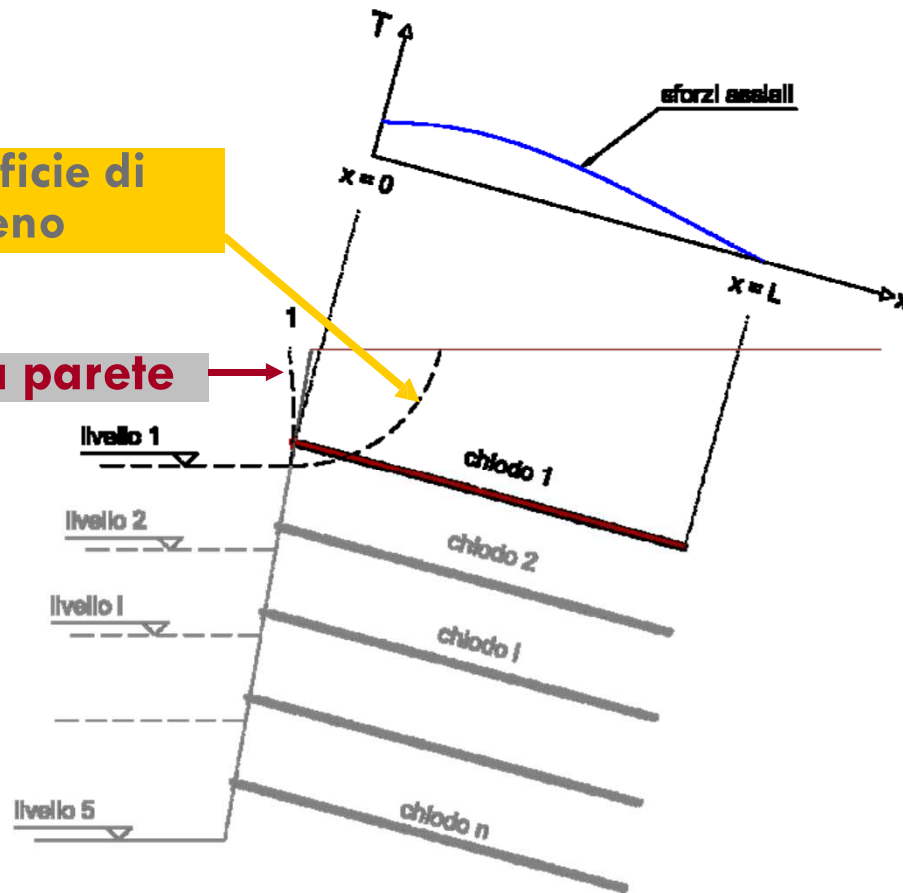 T
sforzi assiali
ficie di
eno
x = 0
x = L
x
1
a parete
livello 1
chiodo 1
livello 2
chiodo 2
livello i
chiodo i
livello 5
chiodo n